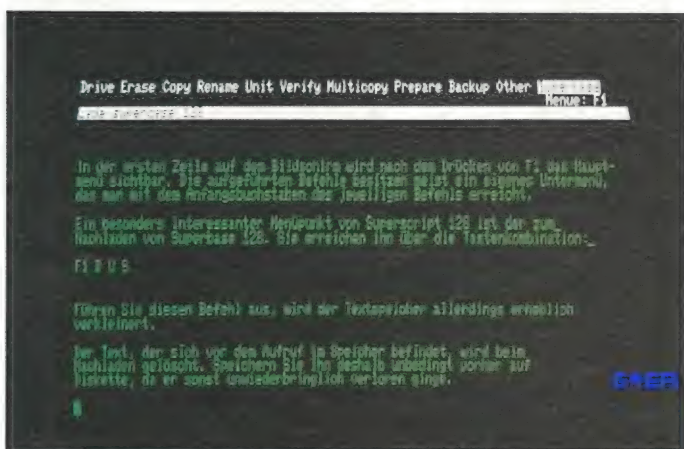 Drive Erase Copy Rename Unit Verify Multicopy Prepare Backup Other
Menue: F1
In der ersten Zeile auf dem Bildschirm wird nach dem Drücken von F1 das Haupt-
menü sichtbar. Die aufgeführten Befehle besitzen meist ein eigenes Untermenü,
das man mit dem Anfangsbuchstaben des jeweiligen Befehls erreicht.
Ein besonders interessanter Menüpunkt von Superscript 128 ist der zum_
Nachladen von Superbase 128. Sie erreichen ihn über die Tastenkombination:_
F1 D U S
Führen Sie diesen Befehl aus, wird der Textspeicher allerdings erheblich
verkleinert.
Der Text, der sich vor dem Aufruf im Speicher befindet, wird beim
Nachladen gelöscht. Speichern Sie ihn deshalb unbedingt vorher auf
Diskette, da er sonst unwiederbringlich verloren ginge.